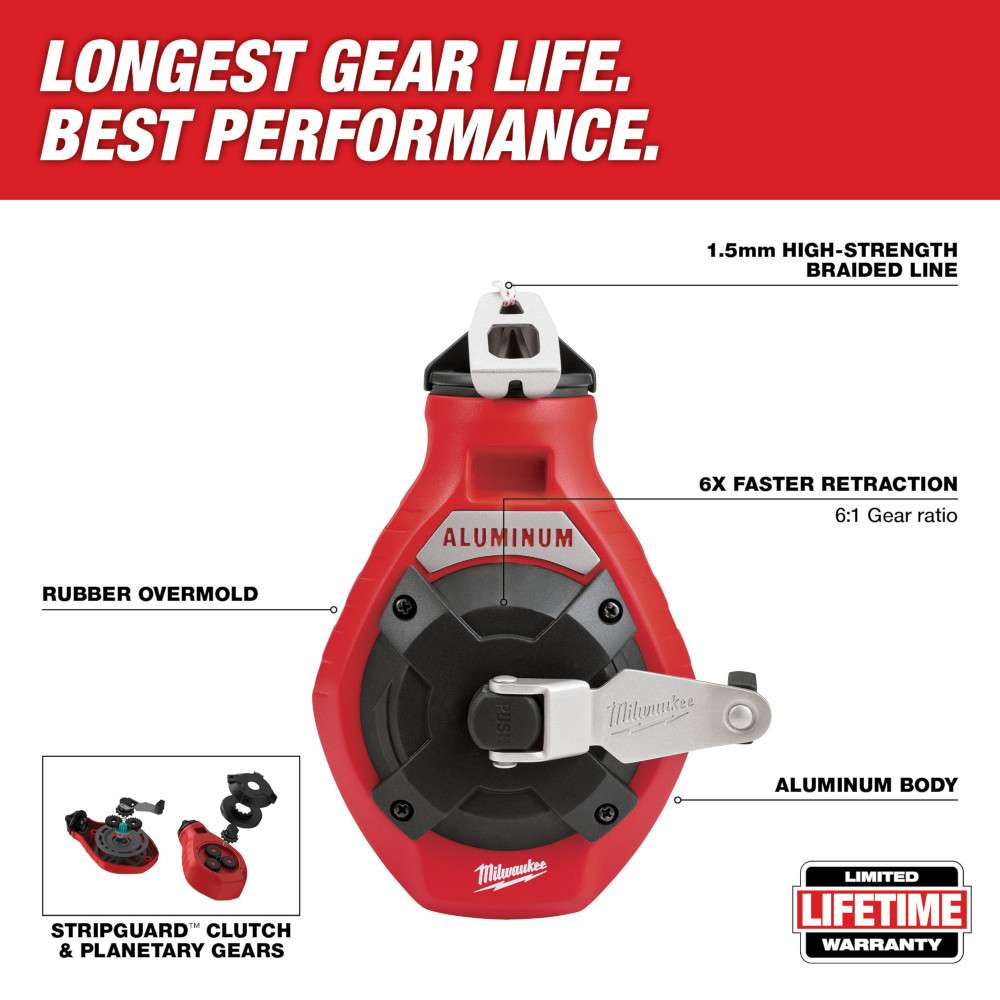 LONGEST GEAR LIFE.
BEST PERFORMANCE.
1.5mm HIGH-STRENGTH
BRAIDED LINE
6X FASTER RETRACTION
6:1 Gear ratio
ALUMINUM
RUBBER OVERMOLD
PUSH
Milwaukee
ALUMINUM BODY
Milwaukee
STRIPGUARD™ CLUTCH
& PLANETARY GEARS
LIMITED
LIFETIME
WARRANTY